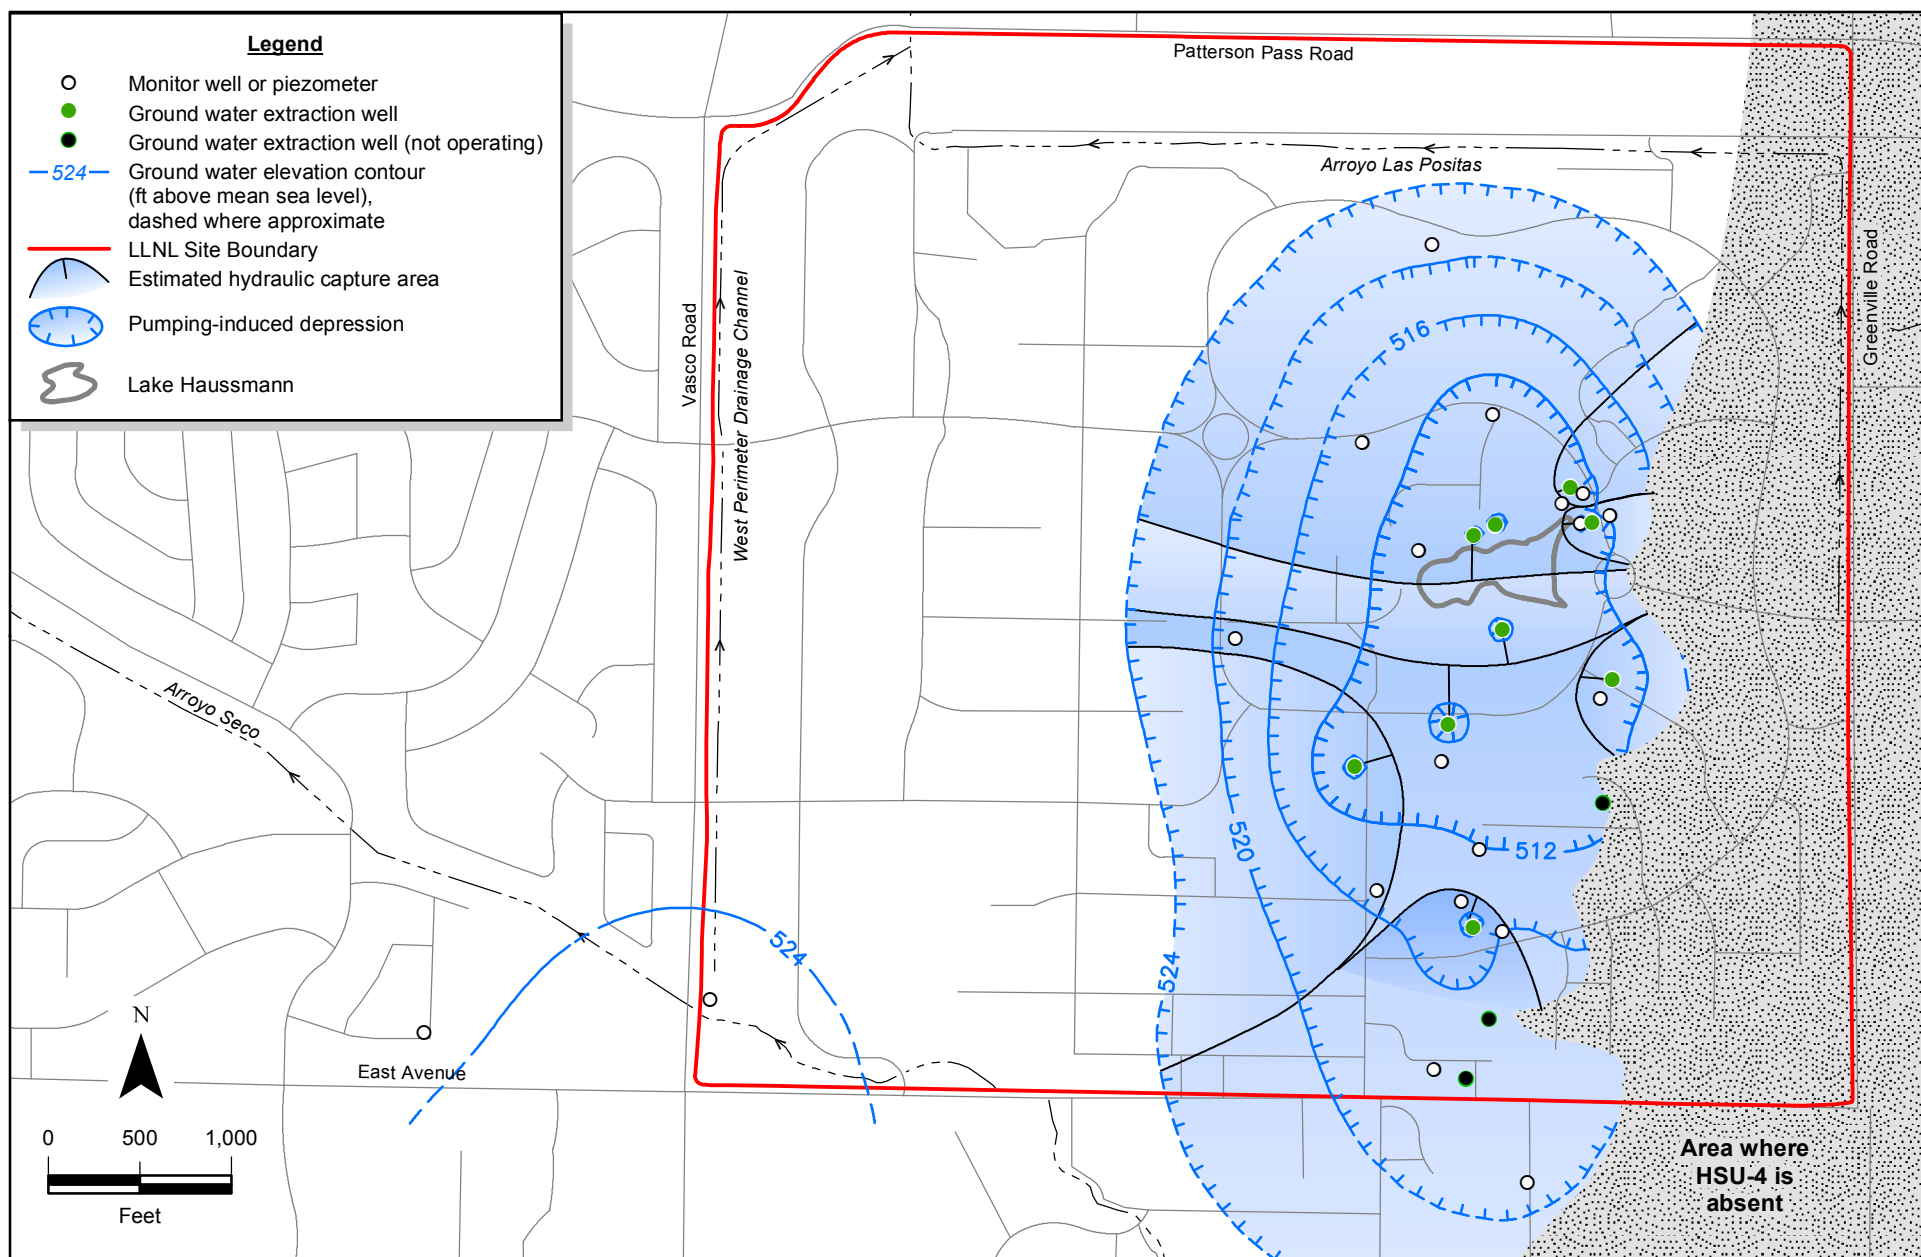 Legend
Monitor well or piezometer
Ground water extraction well
Ground water extraction well (not operating)
524
Ground water elevation contour
(ft above mean sea level),
dashed where approximate
LLNL Site Boundary
Estimated hydraulic capture area
Pumping-induced depression
Lake Haussmann
Patterson Pass Road
Arroyo Las Positas
Greenville Road
Vasco Road
West Perimeter Drainage Channel
516
Arroyo Seco
520
512
524
524
N
East Avenue
0 500 1,000
Feet
Area where
HSU-4 is
absent